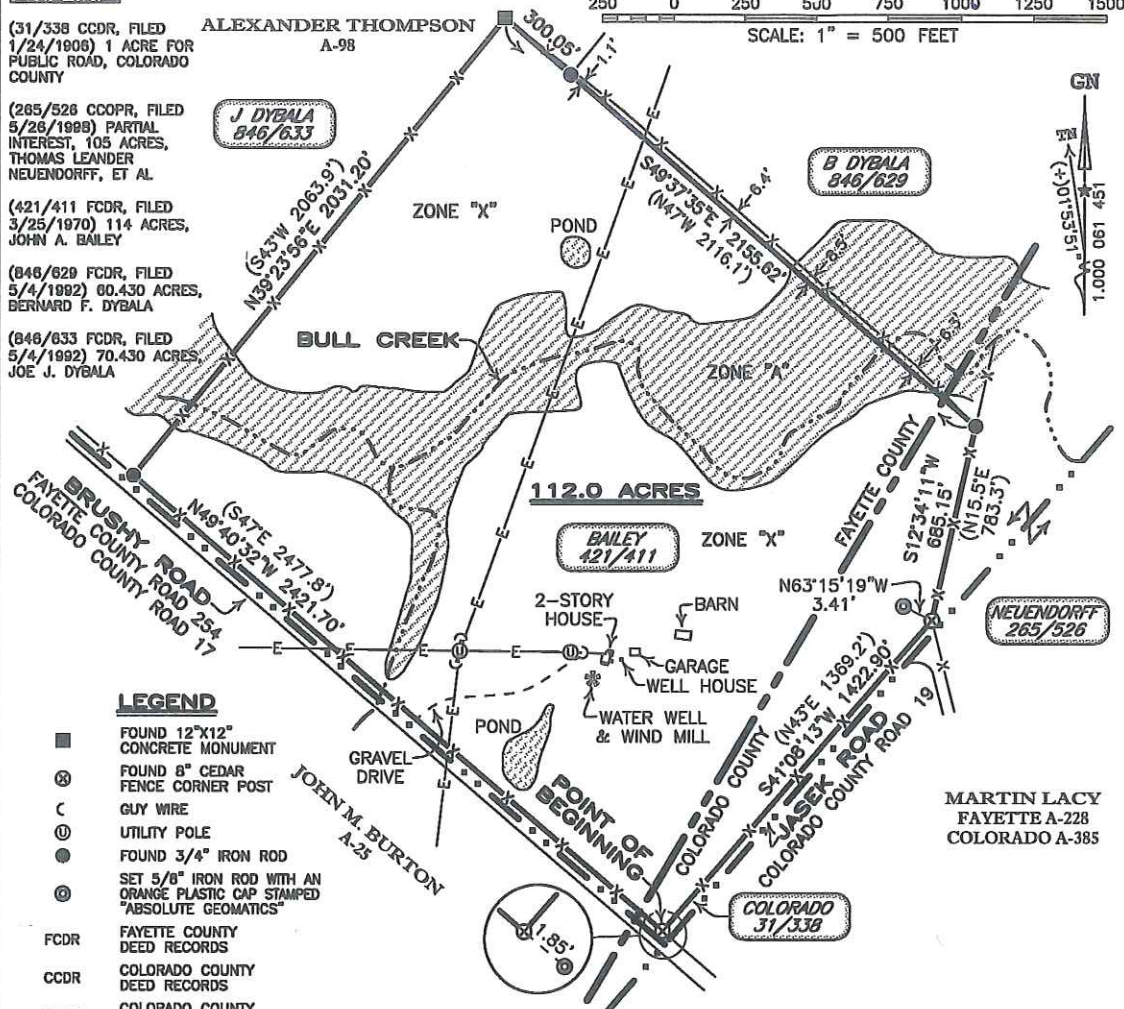 (31/338 CCDR, FILED
1/24/1906) 1 ACRE FOR
PUBLIC ROAD, COLORADO
COUNTY
(265/526 CCOPR, FILED
5/26/1998) PARTIAL
INTEREST, 105 ACRES,
THOMAS LEANDER
NEUENDORFF, ET AL
(421/411 FCDR, FILED
3/25/1970) 114 ACRES,
JOHN A. BAILEY
(846/629 FCDR, FILED
5/4/1992) 60.430 ACRES,
BERNARD F. DYBALA
(846/633 FCDR, FILED
5/4/1992) 70.430 ACRES,
JOE J. DYBALA
ALEXANDER THOMPSON
A-98
250 0 250 500 750 1000 1500
SCALE: 1" = 500 FEET
GN
TN
(+)01°53'51"
1.000 061 451
300.05'
1.1'
J DYBALA
846/633
B DYBALA
846/629
(S43°W 2063.9')
N39°23'56"E 2031.20'
ZONE "X"
POND
S49°37'35"E 2155.62'
(N47°W 2116.1')
6.4'
8.5'
6.3'
BULL CREEK
ZONE "A"
112.0 ACRES
BAILEY
421/411
ZONE "X"
FAYETTE COUNTY
COLORADO COUNTY
S12°34'11"W
685.15'
(N15.5°E
783.3')
N63°15'19"W
3.41'
NEUENDORFF
265/526
BRUSHY ROAD
FAYETTE COUNTY ROAD 254
COLORADO COUNTY ROAD 17
(S47°E 2477.8')
N49°40'32"W 2421.70'
2-STORY
HOUSE
BARN
GARAGE
WELL HOUSE
WATER WELL
& WIND MILL
POND
GRAVEL
DRIVE
(N43°E 1369.2')
S41°08'13"W 1422.90'
JASEK ROAD
COLORADO COUNTY ROAD 19
POINT OF
BEGINNING
JOHN M. BURTON
A-25
MARTIN LACY
FAYETTE A-228
COLORADO A-385
COLORADO
31/338
1.85'
LEGEND
FOUND 12"X12"
CONCRETE MONUMENT
FOUND 8" CEDAR
FENCE CORNER POST
GUY WIRE
UTILITY POLE
FOUND 3/4" IRON ROD
SET 5/8" IRON ROD WITH AN
ORANGE PLASTIC CAP STAMPED
"ABSOLUTE GEOMATICS"
FCDR FAYETTE COUNTY
DEED RECORDS
CCDR COLORADO COUNTY
DEED RECORDS
COLORADO COUNTY